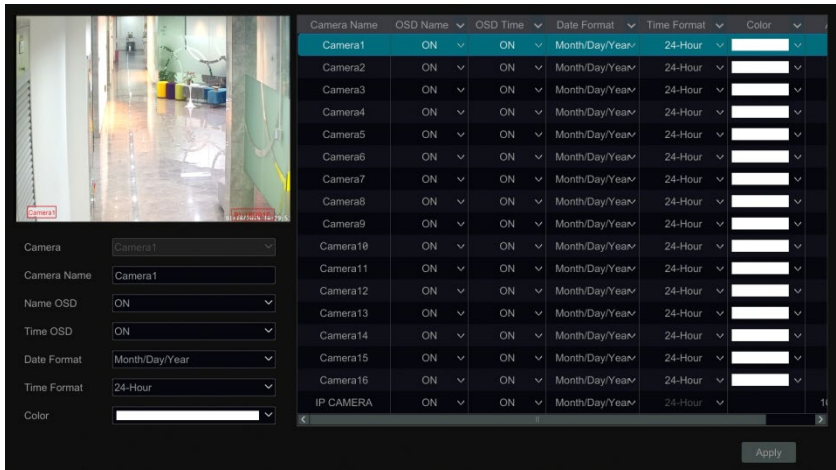 Camera1
Camera Camera1
Camera Name Camera1
Name OSD ON
Time OSD ON
Date Format Month/Day/Year
Time Format 24-Hour
Color
Camera Name OSD Name OSD Time Date Format Time Format Color
Camera1 ON ON Month/Day/Year 24-Hour
Camera2 ON ON Month/Day/Year 24-Hour
Camera3 ON ON Month/Day/Year 24-Hour
Camera4 ON ON Month/Day/Year 24-Hour
Camera5 ON ON Month/Day/Year 24-Hour
Camera6 ON ON Month/Day/Year 24-Hour
Camera7 ON ON Month/Day/Year 24-Hour
Camera8 ON ON Month/Day/Year 24-Hour
Camera9 ON ON Month/Day/Year 24-Hour
Camera10 ON ON Month/Day/Year 24-Hour
Camera11 ON ON Month/Day/Year 24-Hour
Camera12 ON ON Month/Day/Year 24-Hour
Camera13 ON ON Month/Day/Year 24-Hour
Camera14 ON ON Month/Day/Year 24-Hour
Camera15 ON ON Month/Day/Year 24-Hour
Camera16 ON ON Month/Day/Year 24-Hour
IP CAMERA ON ON Month/Day/Year 24-Hour
Apply